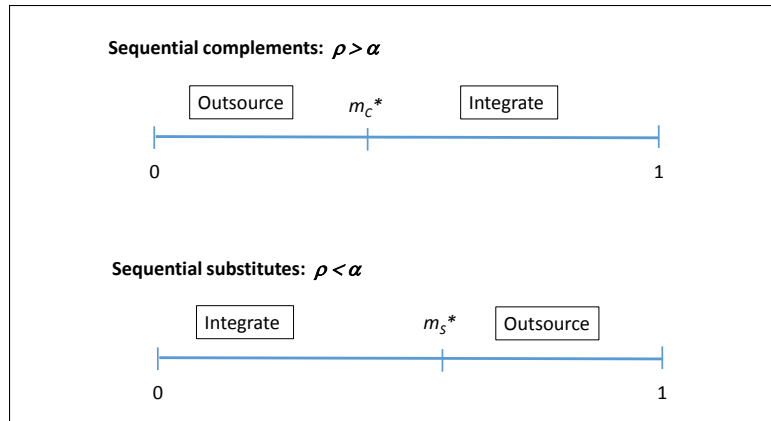 Sequential complements: ρ > α
Outsource m_C* Integrate
0 1
Sequential substitutes: ρ < α
Integrate m_S* Outsource
0 1